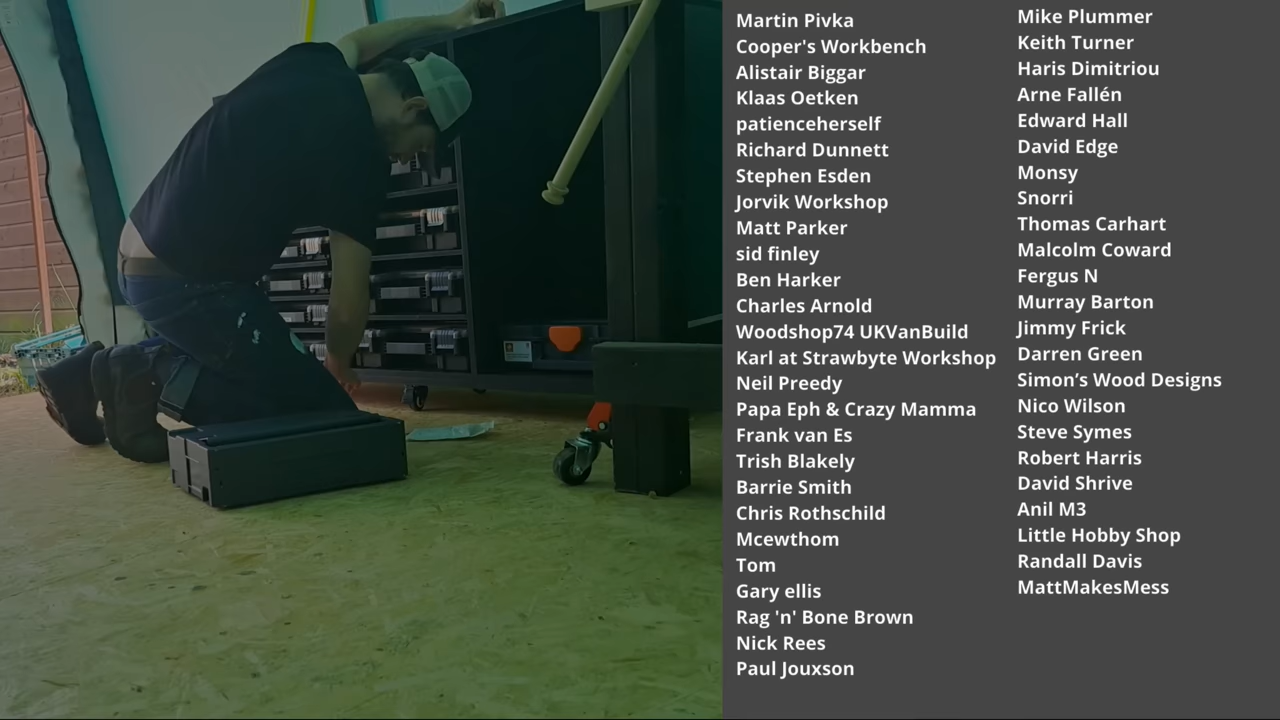 Martin Pivka
Cooper's Workbench
Alistair Biggar
Klaas Oetken
patienceherself
Richard Dunnett
Stephen Esden
Jorvik Workshop
Matt Parker
sid finley
Ben Harker
Charles Arnold
Woodshop74 UKVanBuild
Karl at Strawbyte Workshop
Neil Preedy
Papa Eph & Crazy Mamma
Frank van Es
Trish Blakely
Barrie Smith
Chris Rothschild
Mcewthom
Tom
Gary ellis
Rag 'n' Bone Brown
Nick Rees
Paul Jouxson
Mike Plummer
Keith Turner
Haris Dimitriou
Arne Fallén
Edward Hall
David Edge
Monsy
Snorri
Thomas Carhart
Malcolm Coward
Fergus N
Murray Barton
Jimmy Frick
Darren Green
Simon’s Wood Designs
Nico Wilson
Steve Symes
Robert Harris
David Shrive
Anil M3
Little Hobby Shop
Randall Davis
MattMakesMess